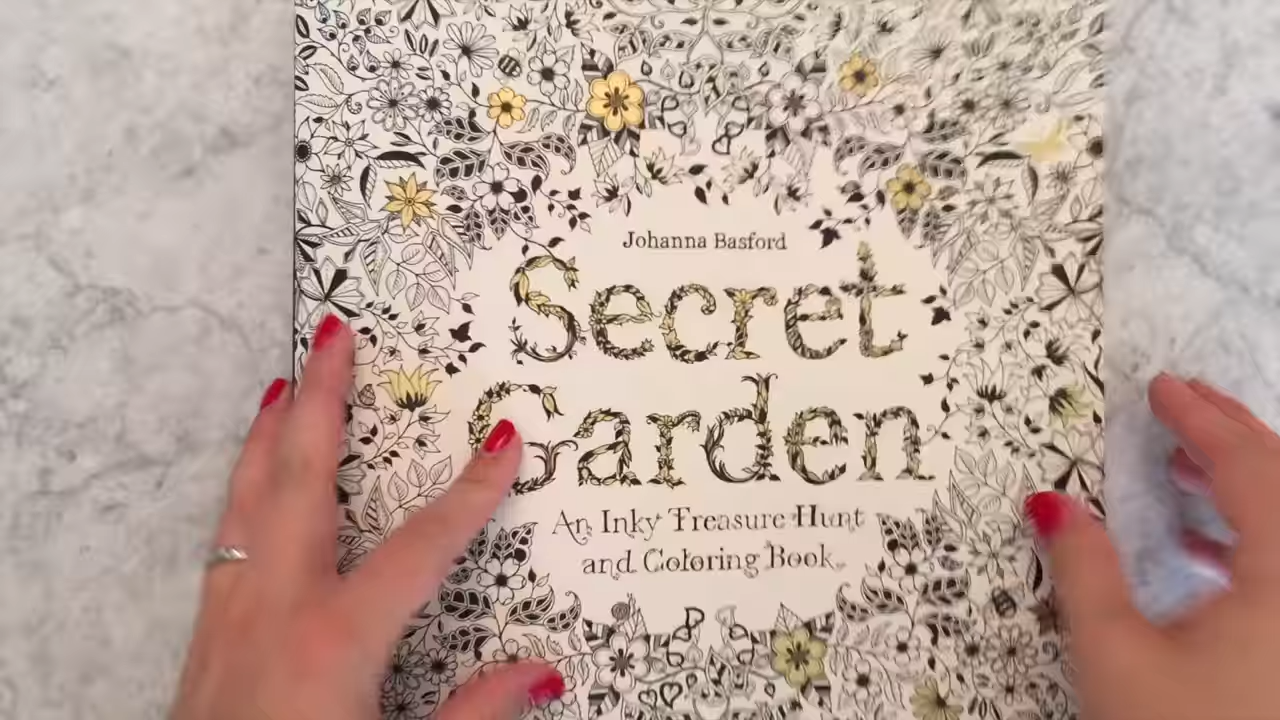 Johanna Basford
Secret
Garden
An Inky Treasure Hunt
and Coloring Book